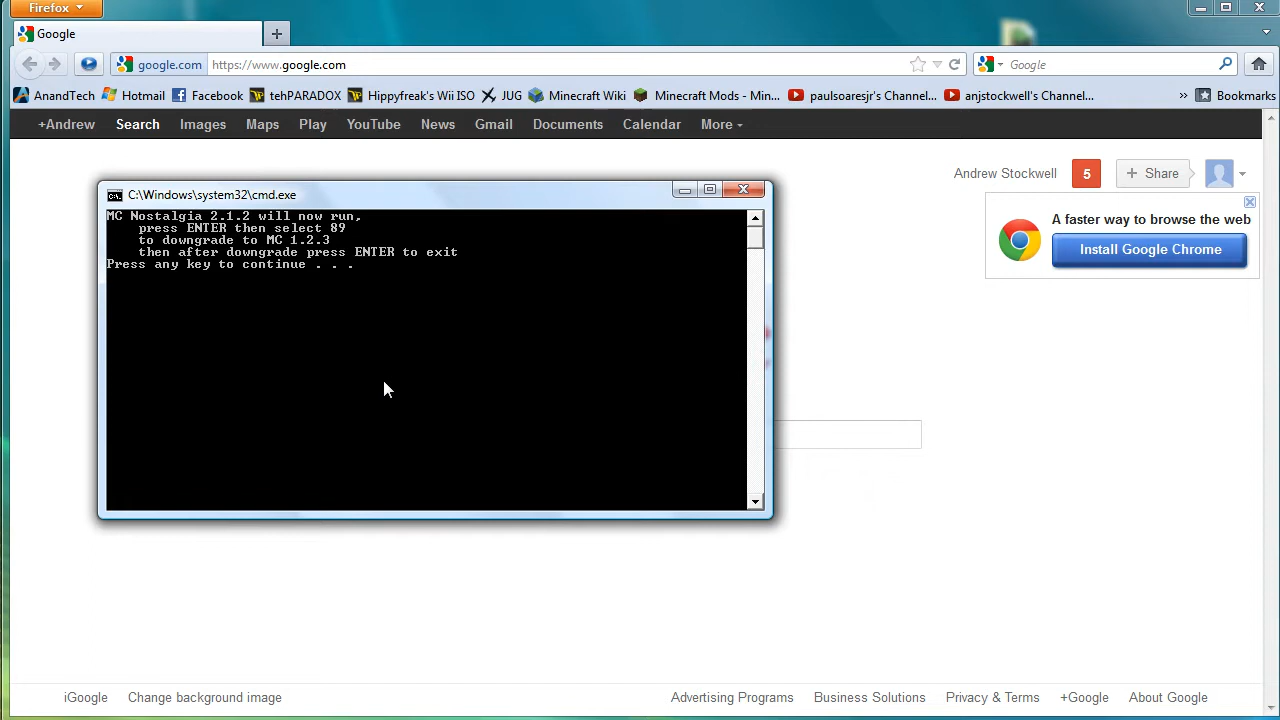 Firefox
Google
google.com https://www.google.com Google
AnandTech Hotmail Facebook tehPARADOX Hippyfreak's Wii ISO JUG Minecraft Wiki Minecraft Mods - Min... paulsoaresjr's Channel... anjstockwell's Channel... » Bookmarks
+Andrew Search Images Maps Play YouTube News Gmail Documents Calendar More
Andrew Stockwell 5 + Share
C:\Windows\system32\cmd.exe
MC Nostalgia 2.1.2 will now run,
press ENTER then select 89
to downgrade to MC 1.2.3
then after downgrade press ENTER to exit
Press any key to continue . . .
A faster way to browse the web
Install Google Chrome
iGoogle Change background image Advertising Programs Business Solutions Privacy & Terms +Google About Google